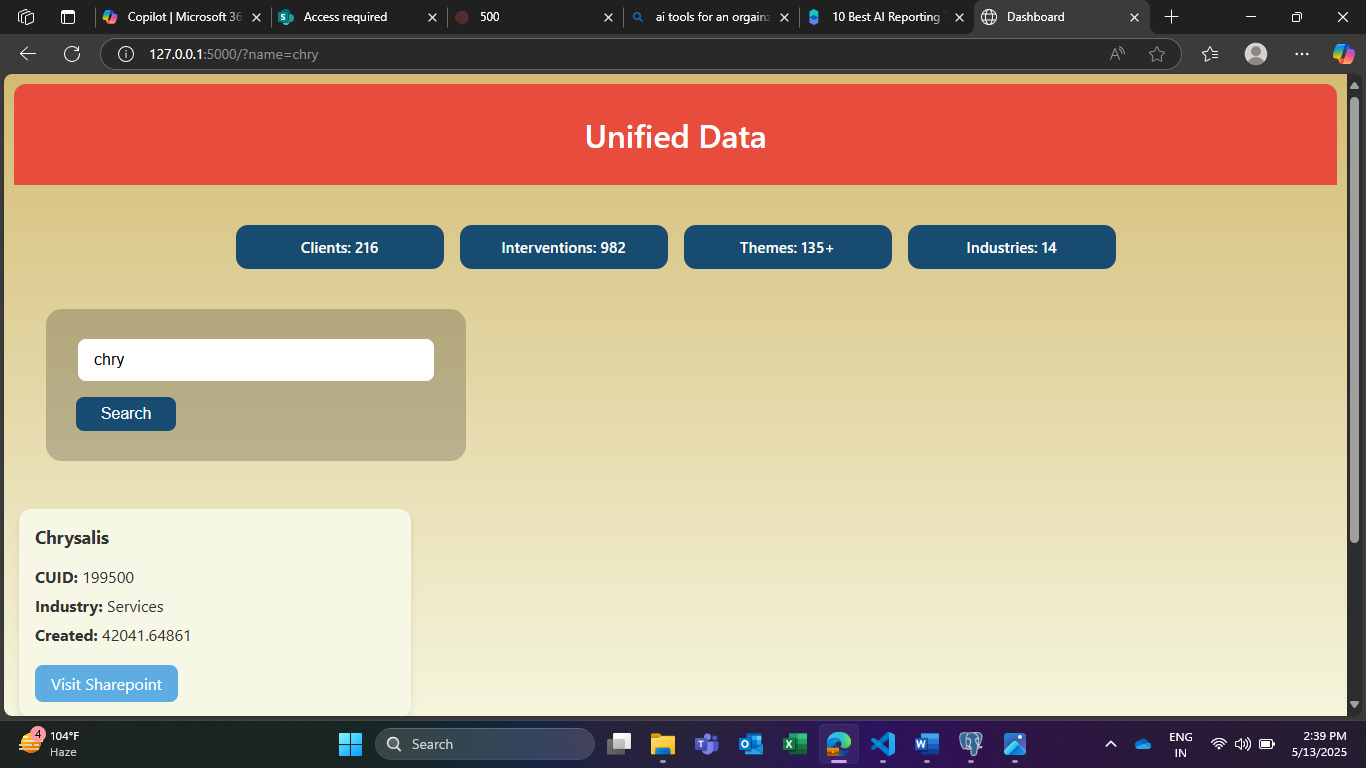 Copilot | Microsoft 36
Access required
500
ai tools for an orgainz
10 Best AI Reporting
Dashboard
127.0.0.1:5000/?name=chry
Unified Data
Clients: 216
Interventions: 982
Themes: 135+
Industries: 14
chry
Search
Chrysalis
CUID: 199500
Industry: Services
Created: 42041.64861
Visit Sharepoint
4
104°F
Haze
Search
ENG
IN
2:39 PM
5/13/2025